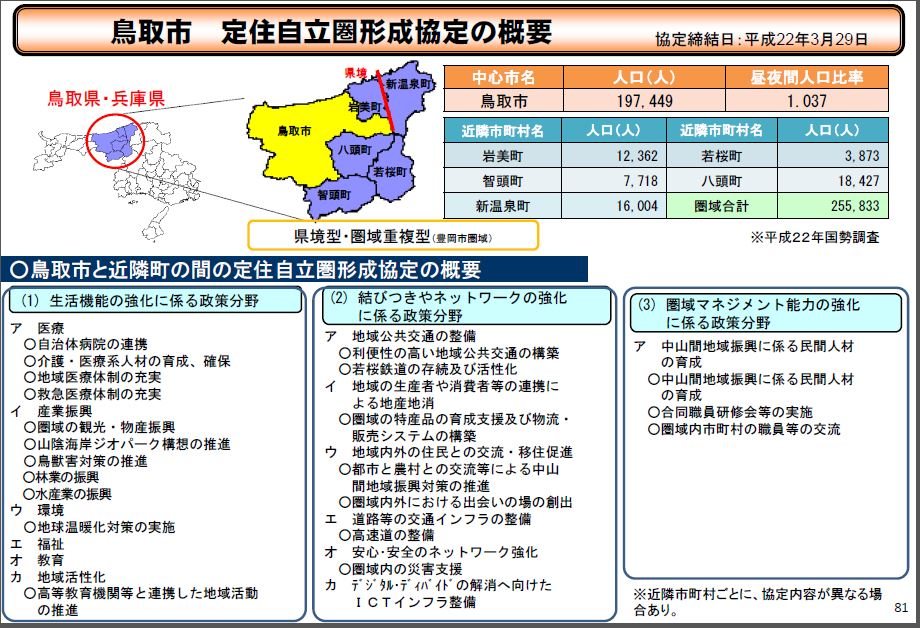 鳥取市　定住自立圏形成協定の概要
協定締結日：平成22年3月29日
鳥取県・兵庫県
県境
新温泉町
岩美町
鳥取市
八頭町
若桜町
智頭町
県境型・圏域重複型(豊岡市圏域)
中心市名 人口(人) 昼夜間人口比率
鳥取市 197,449 1.037
近隣市町村名 人口(人) 近隣市町村名 人口(人)
岩美町 12,362 若桜町 3,873
智頭町 7,718 八頭町 18,427
新温泉町 16,004 圏域合計 255,833
※平成22年国勢調査
○鳥取市と近隣町の間の定住自立圏形成協定の概要
(1) 生活機能の強化に係る政策分野
ア　医療
○自治体病院の連携
○介護・医療系人材の育成、確保
○地域医療体制の充実
○救急医療体制の充実
イ　産業振興
○圏域の観光・物産振興
○山陰海岸ジオパーク構想の推進
○鳥獣害対策の推進
○林業の振興
○水産業の振興
ウ　環境
○地球温暖化対策の実施
エ　福祉
オ　教育
カ　地域活性化
○高等教育機関等と連携した地域活動
の推進
(2) 結びつきやネットワークの強化
に係る政策分野
ア　地域公共交通の整備
○利便性の高い地域公共交通の構築
○若桜鉄道の存続及び活性化
イ　地域の生産者や消費者等の連携に
よる地産地消
○圏域の特産品の育成支援及び物流・
販売システムの構築
ウ　地域内外の住民との交流・移住促進
○都市と農村との交流等による中山
間地域振興対策の推進
○圏域内外における出会いの場の創出
エ　道路等の交通インフラの整備
○高速道の整備
オ　安心・安全のネットワーク強化
○圏域内の災害支援
カ　ﾃﾞｼﾞﾀﾙ・ﾃﾞｨﾊﾞｲﾄﾞの解消へ向けた
ＩＣＴインフラ整備
(3) 圏域マネジメント能力の強化
に係る政策分野
ア　中山間地域振興に係る民間人材
の育成
○中山間地域振興に係る民間人材
の育成
○合同職員研修会等の実施
○圏域内市町村の職員等の交流
※近隣市町村ごとに、協定内容が異なる場
合あり。
81